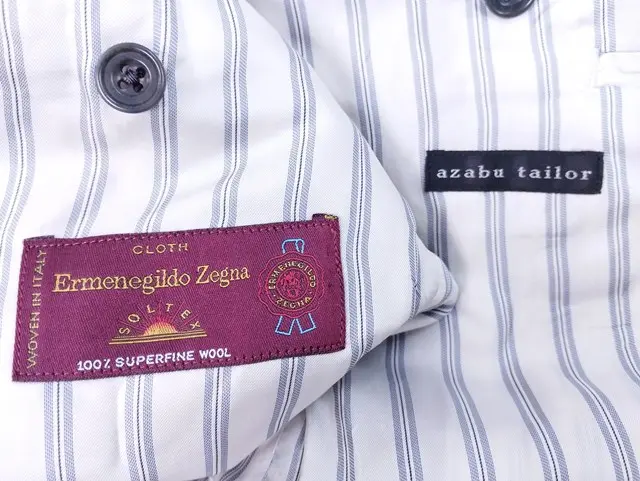 CLOTH
Ermenegildo Zegna
SOLTEX
100% SUPERFINE WOOL
WOVEN IN ITALY
ERMENEGILDO
ZEGNA
azabu tailor